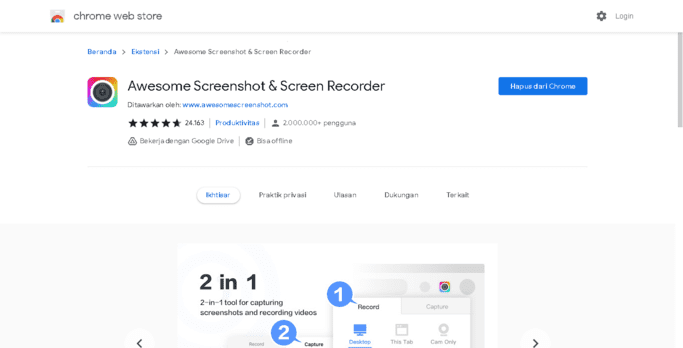 chrome web store
Login
Beranda > Ekstensi > Awesome Screenshot & Screen Recorder
Awesome Screenshot & Screen Recorder
Hapus dari Chrome
Ditawarkan oleh: www.awesomescreenshot.com
24.163 | Produktivitas | 2.000.000+ pengguna
Bekerja dengan Google Drive | Bisa offline
Ikhtisar Praktik privasi Ulasan Dukungan Terkait
2 in 1
2-in-1 tool for capturing
screenshots and recording videos
1
Record Capture
2
Record Capture
Desktop This Tab Cam Only